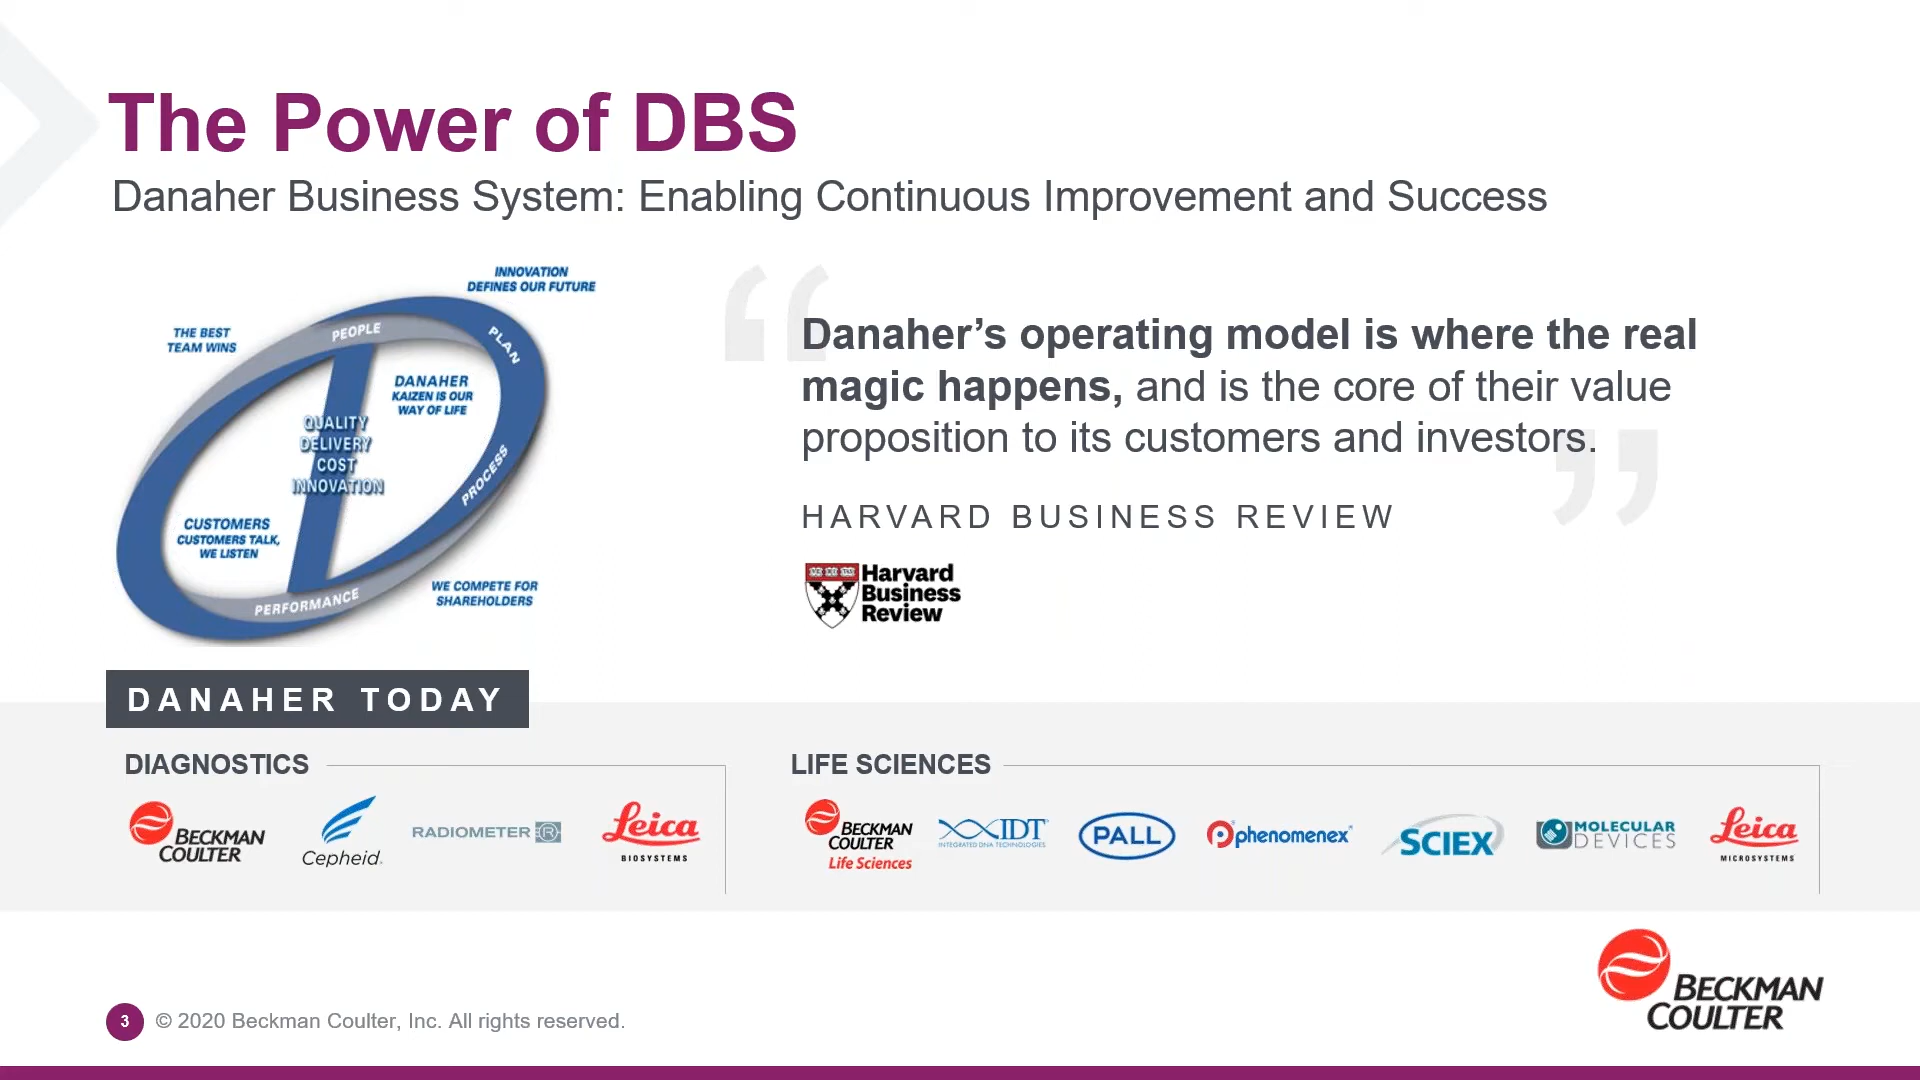 The Power of DBS
Danaher Business System: Enabling Continuous Improvement and Success
INNOVATION
DEFINES OUR FUTURE
THE BEST
TEAM WINS
PEOPLE
PLAN
DANAHER
KAIZEN IS OUR
WAY OF LIFE
QUALITY
DELIVERY
COST
INNOVATION
PROCESS
CUSTOMERS
CUSTOMERS TALK,
WE LISTEN
WE COMPETE FOR
SHAREHOLDERS
PERFORMANCE
“
Danaher’s operating model is where the real
magic happens, and is the core of their value
proposition to its customers and investors.
”
HARVARD BUSINESS REVIEW
Harvard
Business
Review
DANAHER TODAY
DIAGNOSTICS
BECKMAN
COULTER
Cepheid.
RADIOMETER R
Leica
BIOSYSTEMS
LIFE SCIENCES
BECKMAN
COULTER
Life Sciences
IDT
INTEGRATED DNA TECHNOLOGIES
PALL
phenomenex
SCIEX
MOLECULAR
DEVICES
Leica
MICROSYSTEMS
BECKMAN
COULTER
3 © 2020 Beckman Coulter, Inc. All rights reserved.